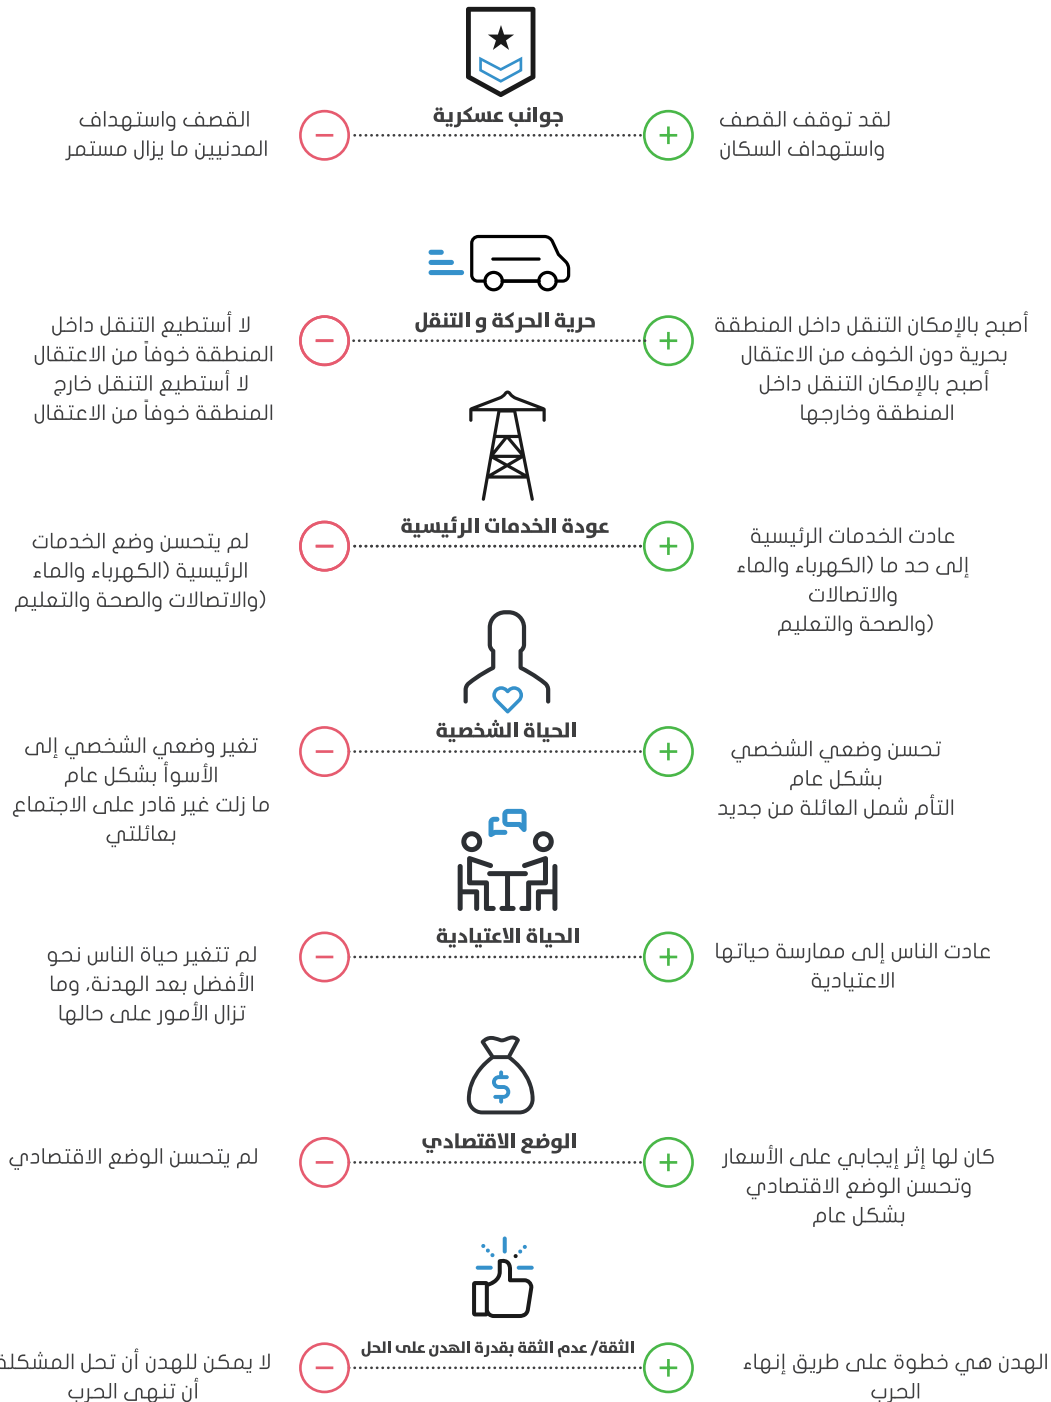 جوانب عسكرية
لقد توقف القصف
واستهداف السكان
القصف واستهداف
المدنيين ما يزال مستمر
حرية الحركة و التنقل
أصبح بالإمكان التنقل داخل المنطقة
بحرية دون الخوف من الاعتقال
أصبح بالإمكان التنقل داخل
المنطقة وخارجها
لا أستطيع التنقل داخل
المنطقة خوفاً من الاعتقال
لا أستطيع التنقل خارج
المنطقة خوفاً من الاعتقال
عودة الخدمات الرئيسية
عادت الخدمات الرئيسية
إلى حد ما (الكهرباء والماء
والاتصالات
والصحة والتعليم)
لم يتحسن وضع الخدمات
الرئيسية (الكهرباء والماء
والاتصالات والصحة والتعليم)
الحياة الشخصية
تحسن وضعي الشخصي
بشكل عام
التأم شمل العائلة من جديد
تغير وضعي الشخصي إلى
الأسوأ بشكل عام
ما زلت غير قادر على الاجتماع
بعائلتي
الحياة الاعتيادية
عادت الناس إلى ممارسة حياتها
الاعتيادية
لم تتغير حياة الناس نحو
الأفضل بعد الهدنة، وما
تزال الأمور على حالها
الوضع الاقتصادي
كان لها إثر إيجابي على الأسعار
وتحسن الوضع الاقتصادي
بشكل عام
لم يتحسن الوضع الاقتصادي
الثقة/ عدم الثقة بقدرة الهدن على الحل
الهدن هي خطوة على طريق إنهاء
الحرب
لا يمكن للهدن أن تحل المشكلة
أن تنهي الحرب